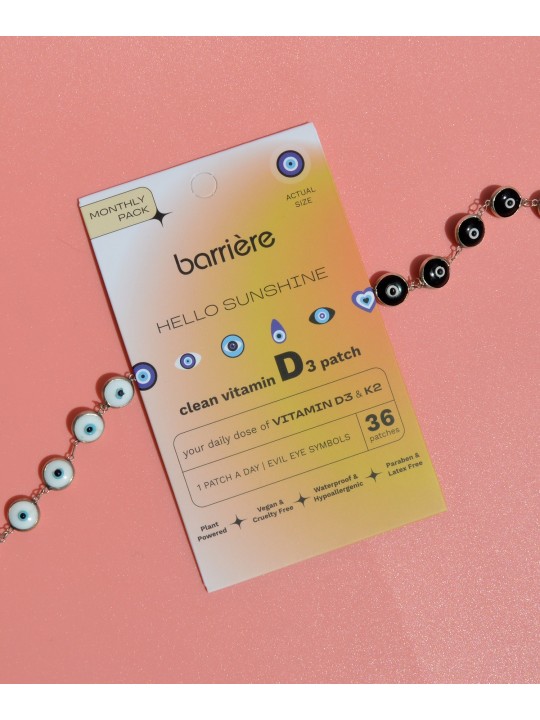 MONTHLY
PACK
ACTUAL
SIZE
barrière
HELLO SUNSHINE
clean vitamin D3 patch
your daily dose of VITAMIN D3 & K2
1 PATCH A DAY | EVIL EYE SYMBOLS
36
patches
Plant
Powered
Vegan &
Cruelty Free
Waterproof &
Hypoallergenic
Paraben &
Latex Free